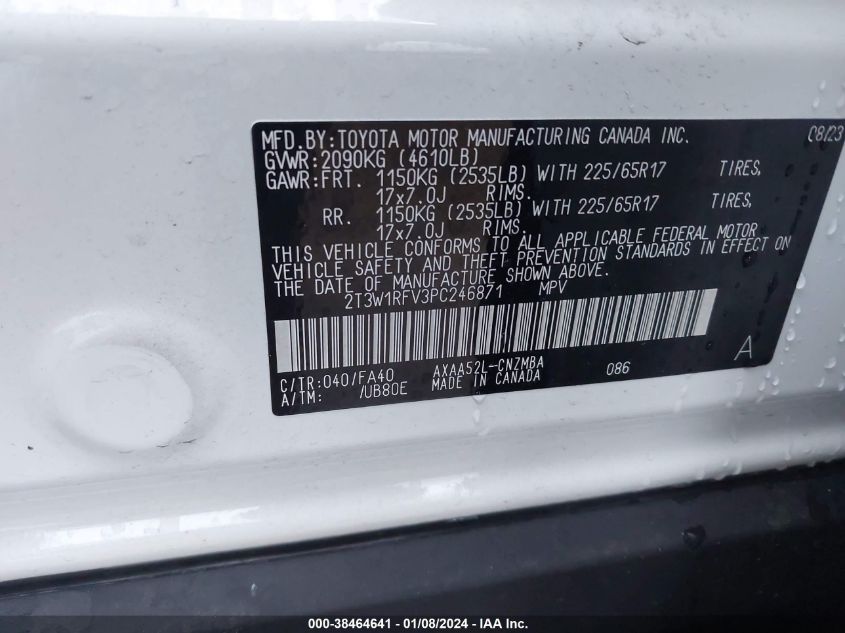 MFD.BY:TOYOTA MOTOR MANUFACTURING CANADA INC. 08/23
GVWR:2090KG (4610LB)
GAWR:FRT. 1150KG (2535LB) WITH 225/65R17 TIRES,
17x7.0J RIMS.
RR. 1150KG (2535LB) WITH 225/65R17 TIRES,
17x7.0J RIMS.
THIS VEHICLE CONFORMS TO ALL APPLICABLE FEDERAL MOTOR
VEHICLE SAFETY AND THEFT PREVENTION STANDARDS IN EFFECT ON
THE DATE OF MANUFACTURE SHOWN ABOVE.
2T3W1RFV3PC246871 MPV
C/TR:040/FA40 AXAA52L-CNZMBA 086 A
A/TM: /UB80E MADE IN CANADA
000-38464641 - 01/08/2024 - IAA Inc.